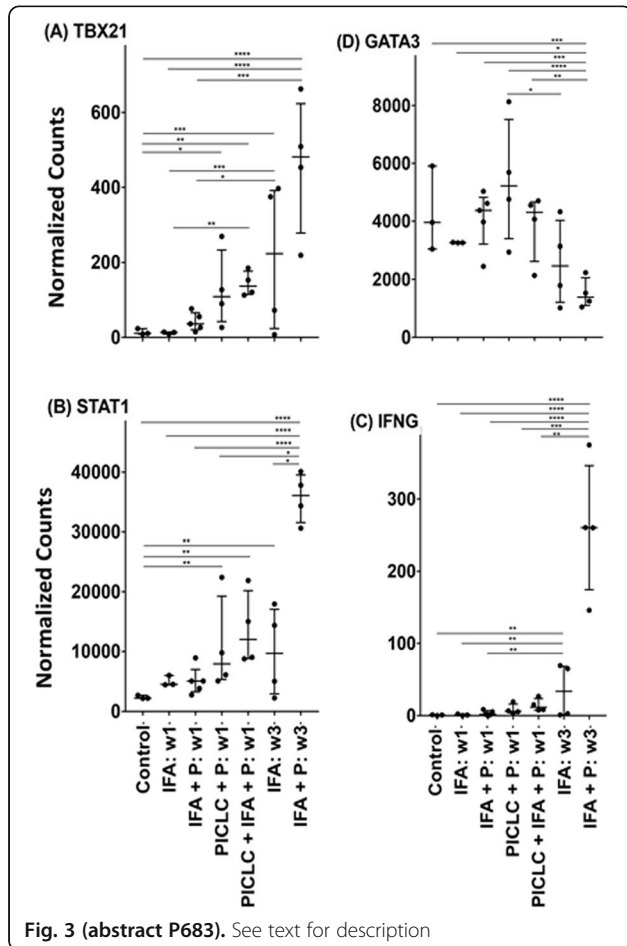 (A) TBX21
****
****
***
***
**
*
***
*
**
Normalized Counts
600
400
200
0
(D) GATA3
***
*
***
****
**
*
8000
6000
4000
2000
0
(B) STAT1
****
****
****
*
*
**
**
**
Normalized Counts
40000
30000
20000
10000
0
Control
IFA: w1
IFA + P: w1
PICLC + P: w1
PICLC + IFA + P: w1
IFA: w3
IFA + P: w3
(C) IFNG
****
****
****
***
**
**
**
**
300
200
100
0
Control
IFA: w1
IFA + P: w1
PICLC + P: w1
PICLC + IFA + P: w1
IFA: w3
IFA + P: w3
Fig. 3 (abstract P683). See text for description